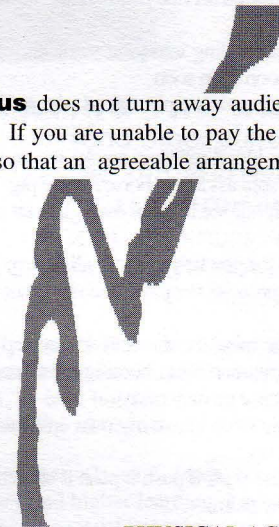 us does not turn away audie
If you are unable to pay the
so that an agreeable arrangen